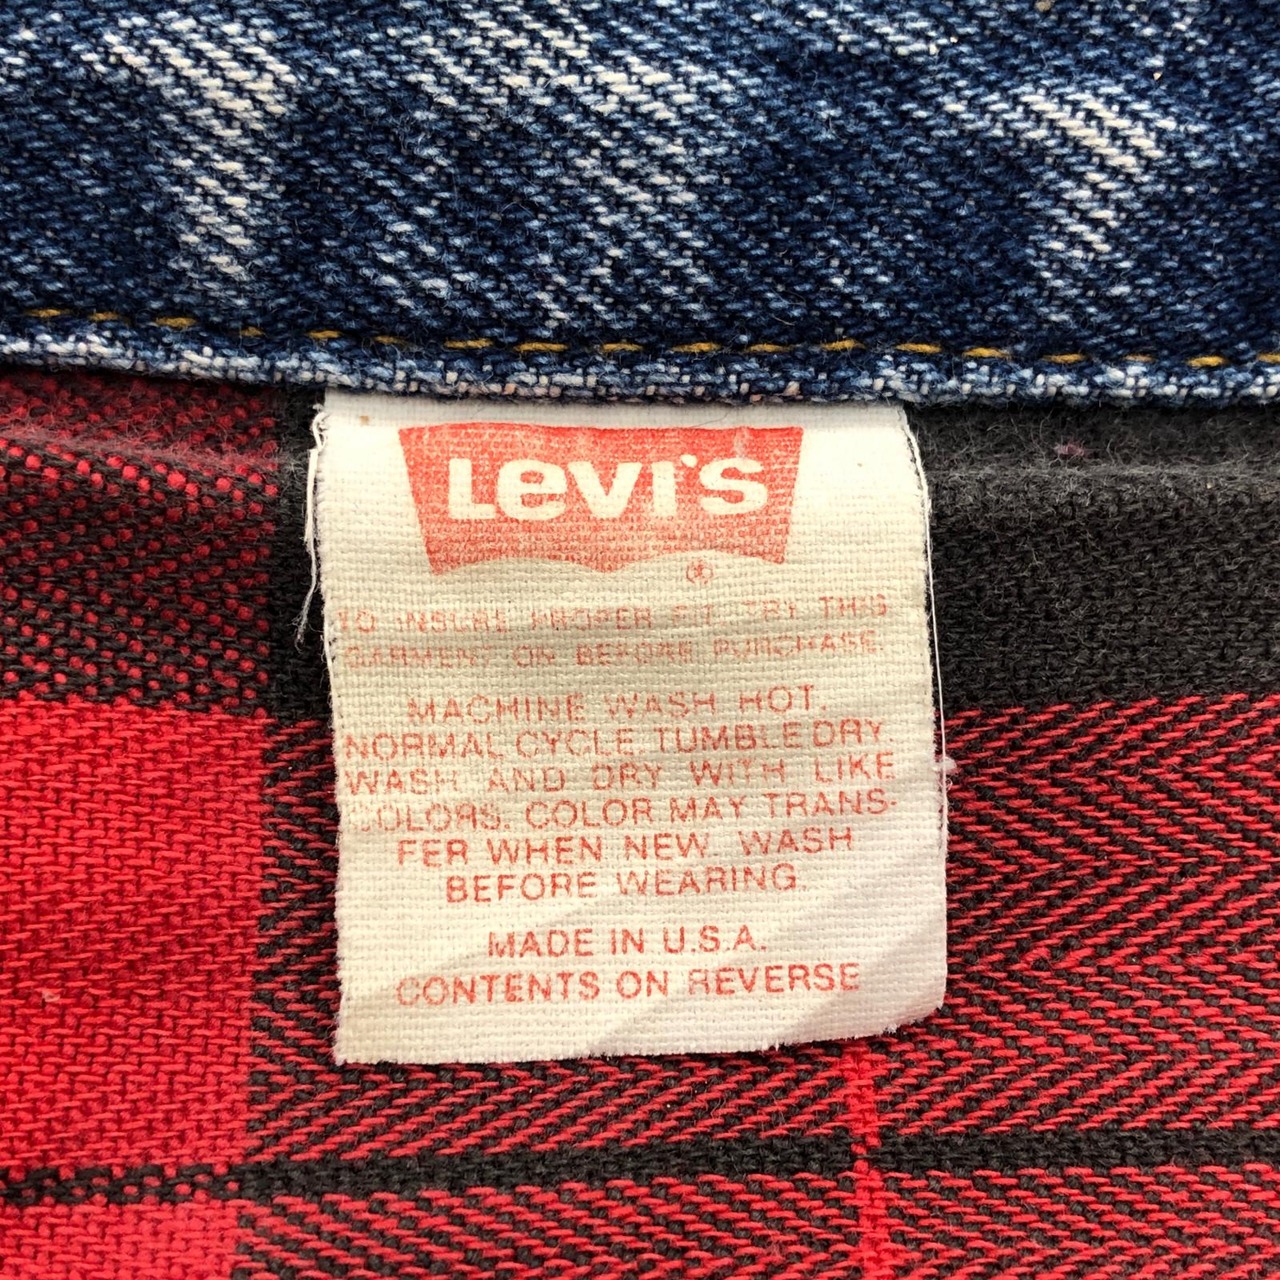 Levi's
TO INSURE PROPER FIT, TRY THIS
GARMENT ON BEFORE PURCHASE.
MACHINE WASH HOT.
NORMAL CYCLE. TUMBLE DRY
WASH AND DRY WITH LIKE
COLORS. COLOR MAY TRANS-
FER WHEN NEW. WASH
BEFORE WEARING.
MADE IN U.S.A.
CONTENTS ON REVERSE